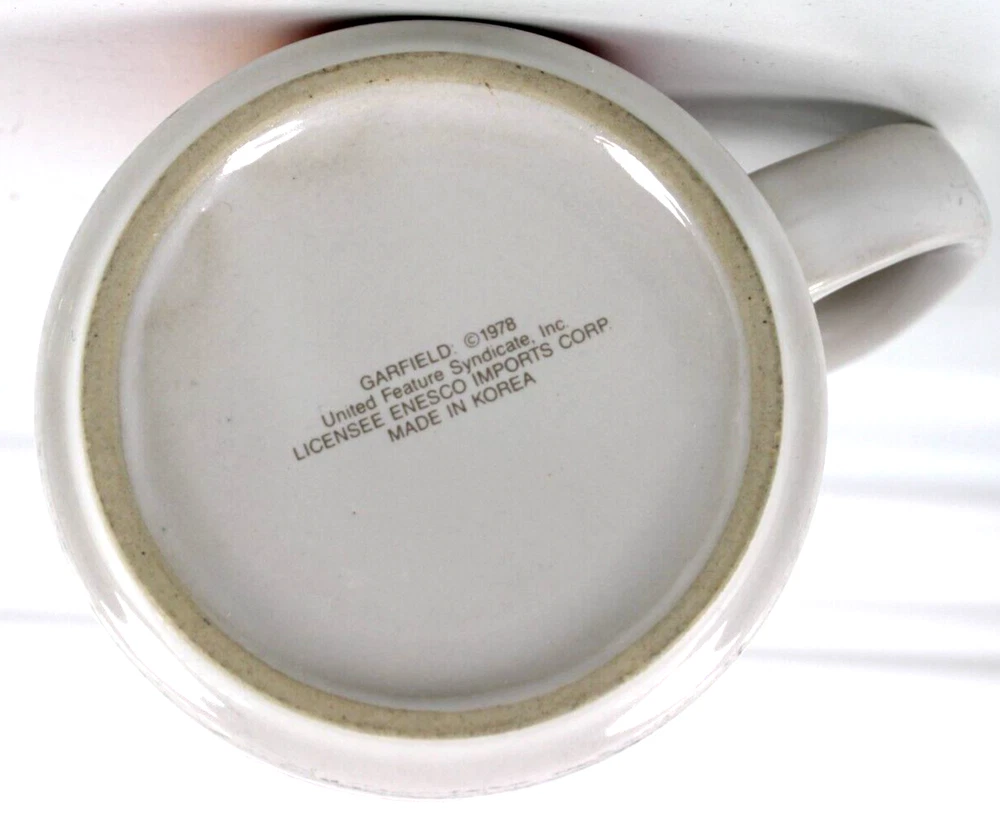 GARFIELD: ©1978
United Feature Syndicate, Inc.
LICENSEE ENESCO IMPORTS CORP.
MADE IN KOREA